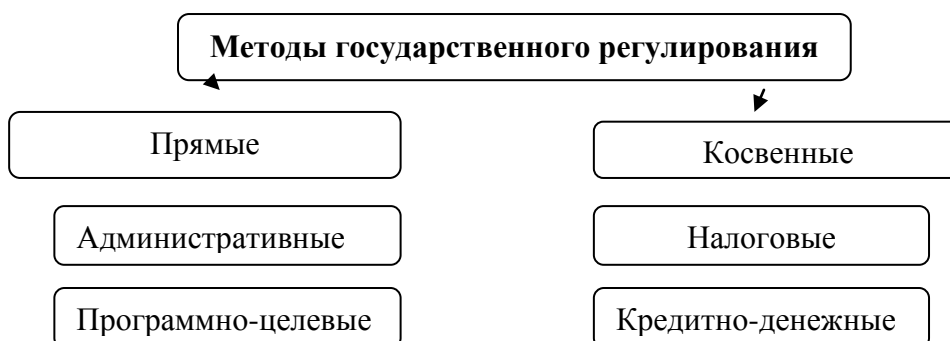 Методы государственного регулирования
Прямые
Косвенные
Административные
Налоговые
Программно-целевые
Кредитно-денежные